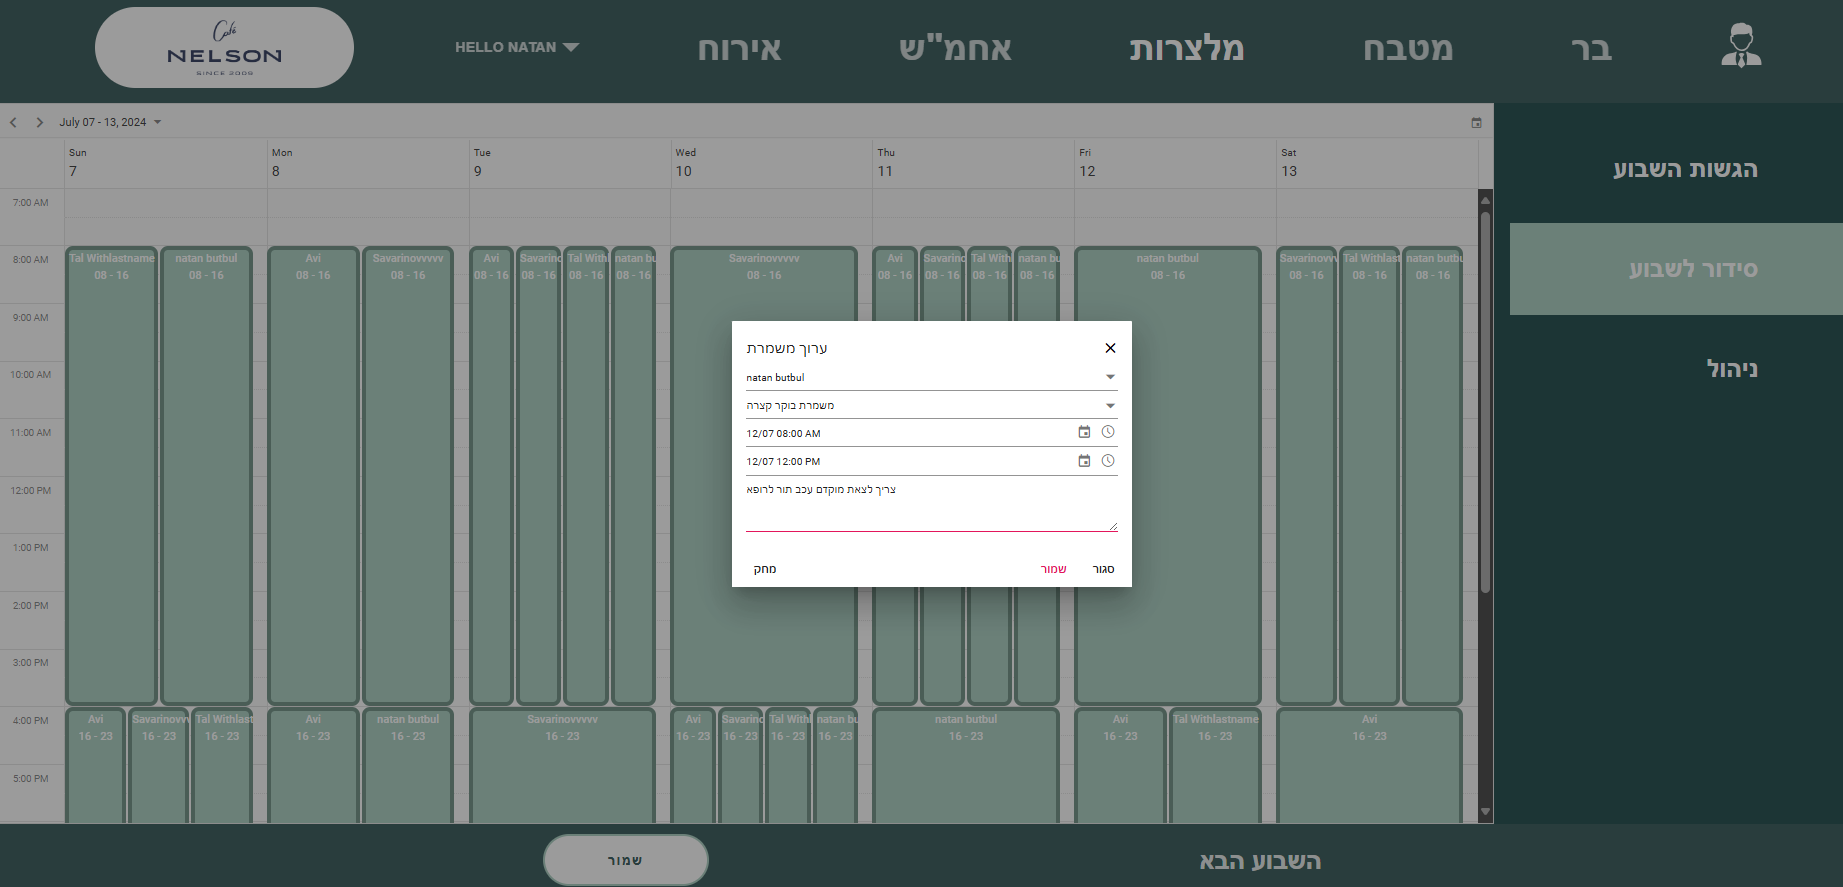 Café
NELSON
SINCE 2009
HELLO NATAN
אירוח
אחמ"ש
מלצרות
מטבח
בר
July 07 - 13, 2024
Sun
7
Mon
8
Tue
9
Wed
10
Thu
11
Fri
12
Sat
13
7:00 AM
8:00 AM
9:00 AM
10:00 AM
11:00 AM
12:00 PM
1:00 PM
2:00 PM
3:00 PM
4:00 PM
5:00 PM
Tal Withlastname
08 - 16
natan butbul
08 - 16
Avi
08 - 16
Savarinovvvvv
08 - 16
Avi
08 - 16
Savarinc
08 - 16
Tal Withl
08 - 16
natan bu
08 - 16
Savarinovvvvv
08 - 16
Avi
08 - 16
Savarinc
08 - 16
Tal With
08 - 16
natan bu
08 - 16
natan butbul
08 - 16
Savarinovv
08 - 16
Tal Withlast
08 - 16
natan butbu
08 - 16
Avi
16 - 23
Savarinovv
16 - 23
Tal Withlast
16 - 23
Avi
16 - 23
natan butbul
16 - 23
Savarinovvvvv
16 - 23
Avi
16 - 23
Savarinc
16 - 23
Tal Withl
16 - 23
natan bu
16 - 23
natan butbul
16 - 23
Avi
16 - 23
Tal Withlastname
16 - 23
Avi
16 - 23
ערוך משמרת
natan butbul
משמרת בוקר קצרה
12/07 08:00 AM
12/07 12:00 PM
צריך לצאת מוקדם עכב תור לרופא
מחק
שמור
סגור
הגשות השבוע
סידור לשבוע
ניהול
שמור
השבוע הבא